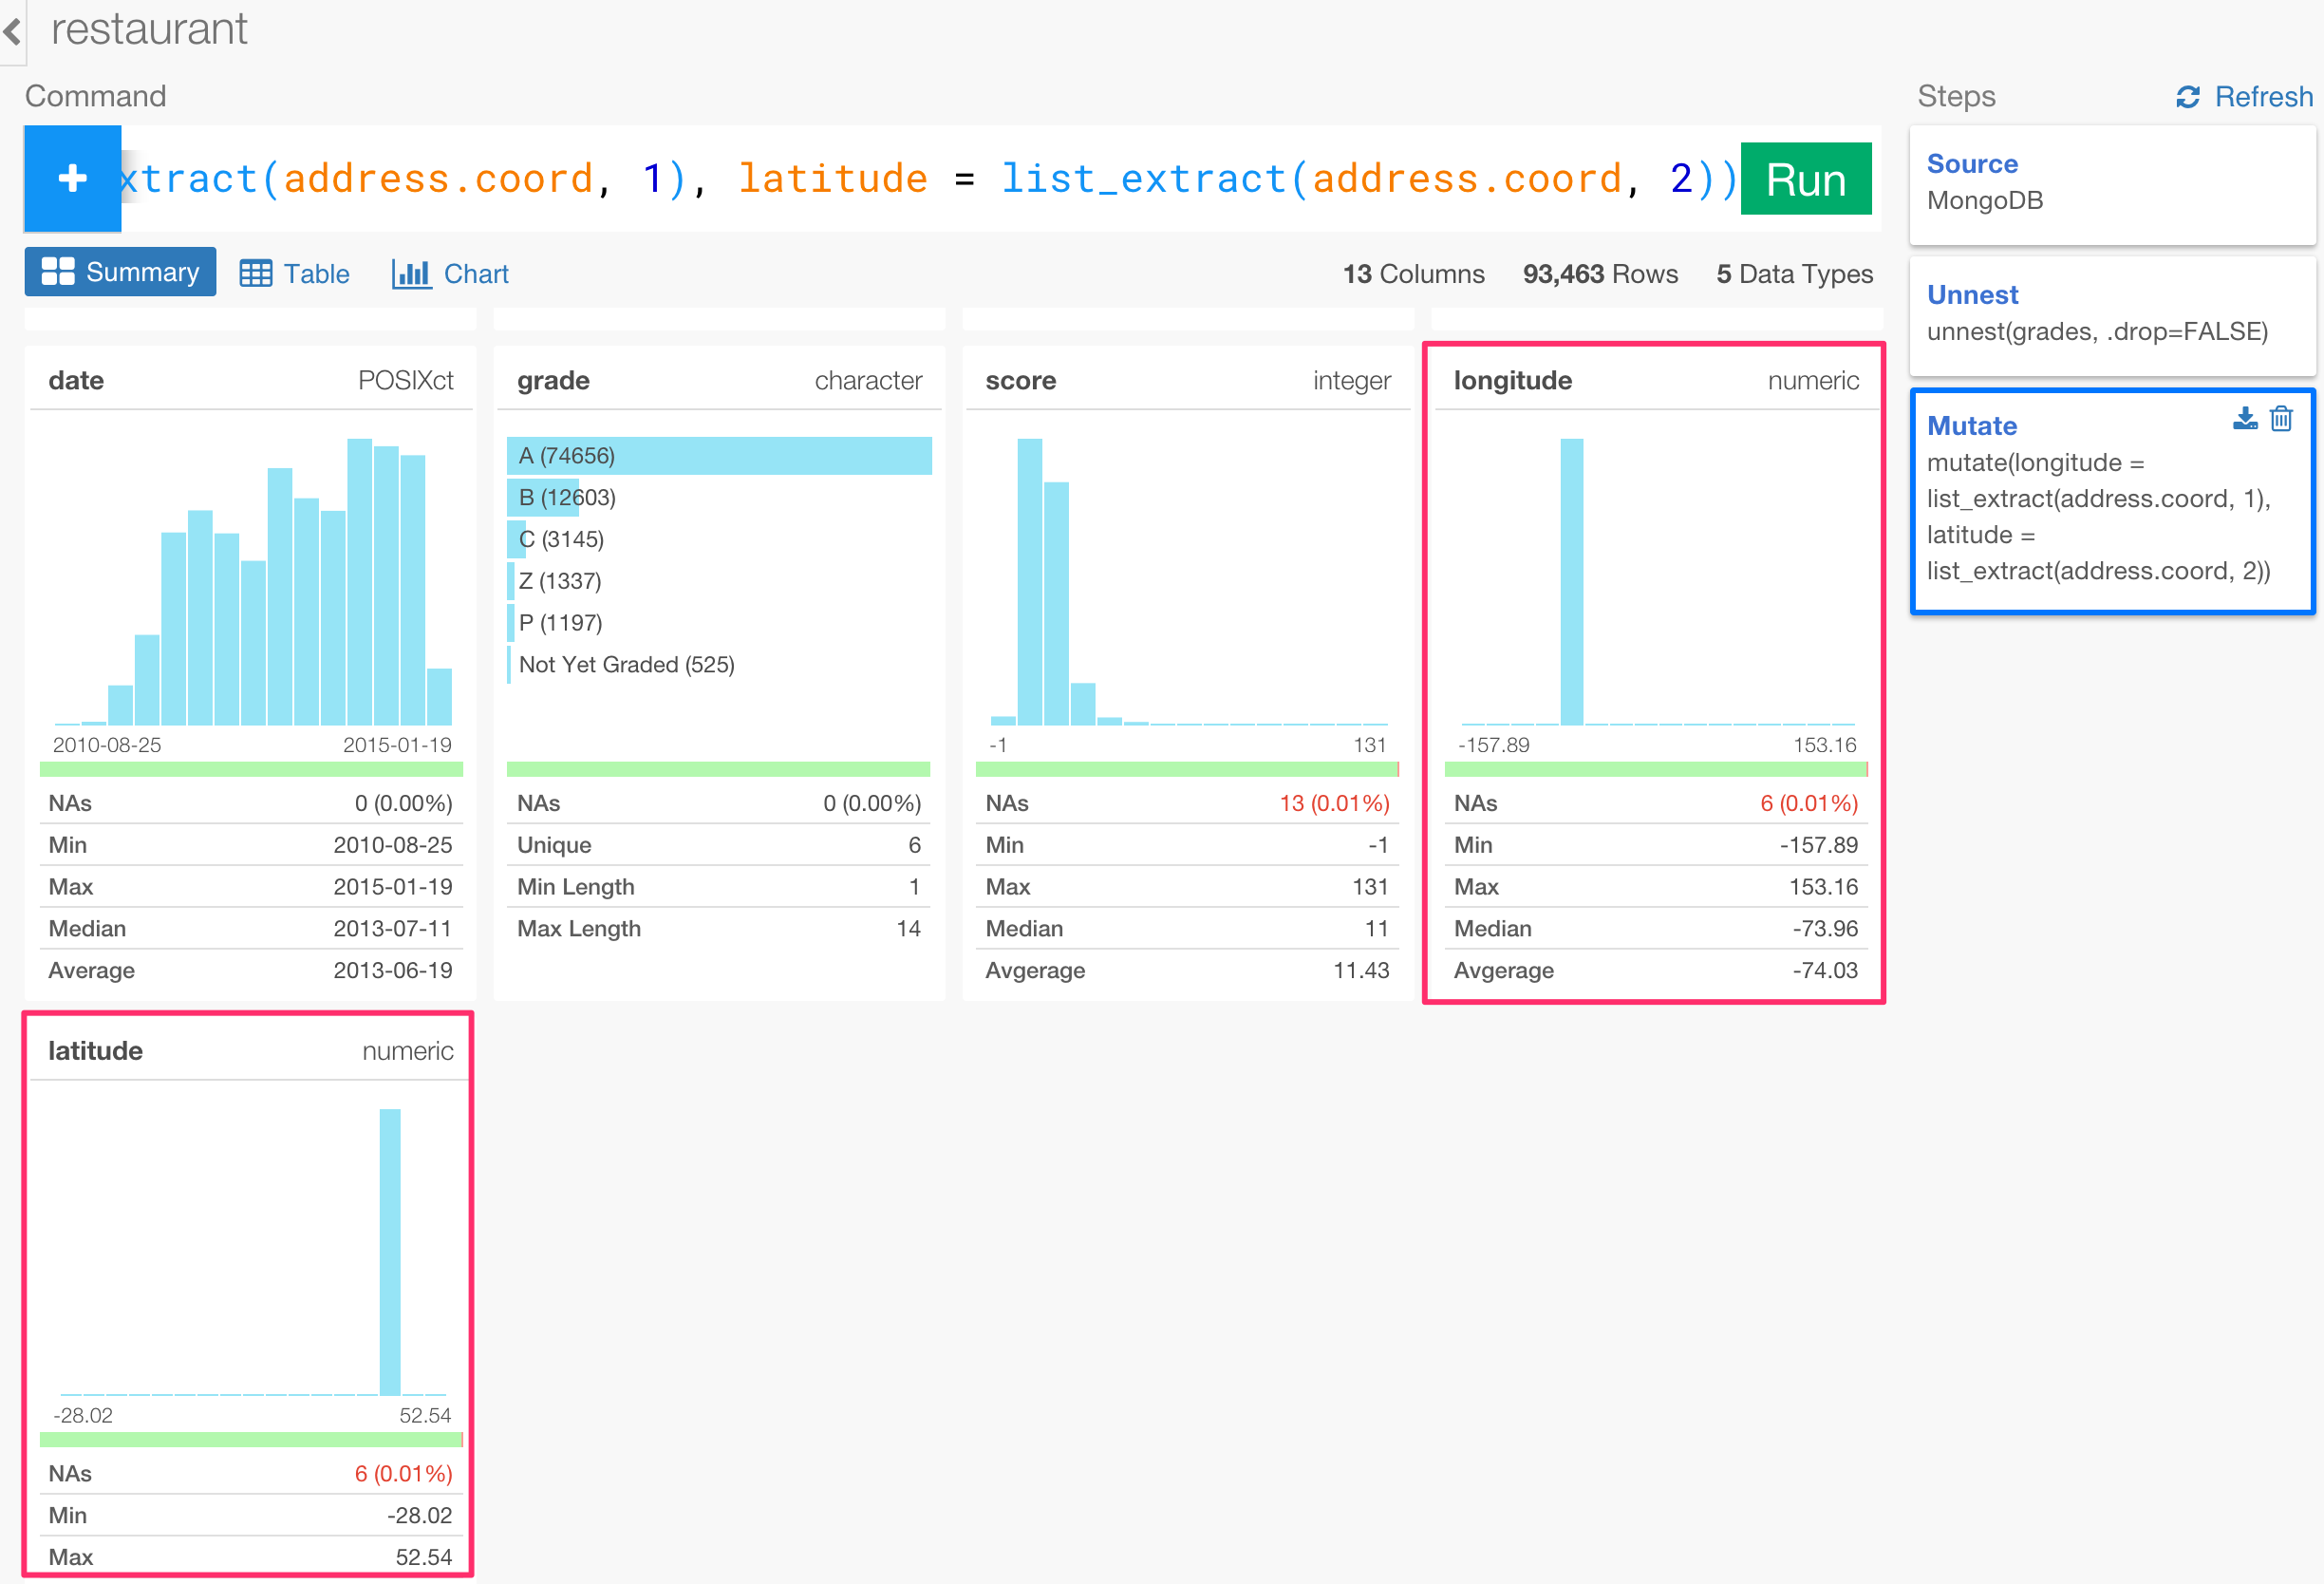 restaurant
Command
Steps
Refresh
+ xtract(address.coord, 1), latitude = list_extract(address.coord, 2)) Run
Summary Table Chart
13 Columns 93,463 Rows 5 Data Types
Source
MongoDB
Unnest
unnest(grades, .drop=FALSE)
Mutate
mutate(longitude =
list_extract(address.coord, 1),
latitude =
list_extract(address.coord, 2))
date POSIXct
2010-08-25 2015-01-19
NAs 0 (0.00%)
Min 2010-08-25
Max 2015-01-19
Median 2013-07-11
Average 2013-06-19
grade character
A (74656)
B (12603)
C (3145)
Z (1337)
P (1197)
Not Yet Graded (525)
NAs 0 (0.00%)
Unique 6
Min Length 1
Max Length 14
score integer
-1 131
NAs 13 (0.01%)
Min -1
Max 131
Median 11
Avgerage 11.43
longitude numeric
-157.89 153.16
NAs 6 (0.01%)
Min -157.89
Max 153.16
Median -73.96
Avgerage -74.03
latitude numeric
-28.02 52.54
NAs 6 (0.01%)
Min -28.02
Max 52.54